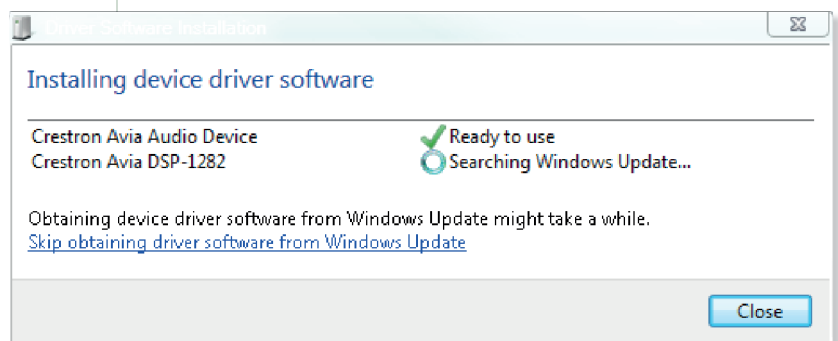 Driver Software Installation
Installing device driver software
Crestron Avia Audio Device Ready to use
Crestron Avia DSP-1282 Searching Windows Update...
Obtaining device driver software from Windows Update might take a while.
Skip obtaining driver software from Windows Update
Close